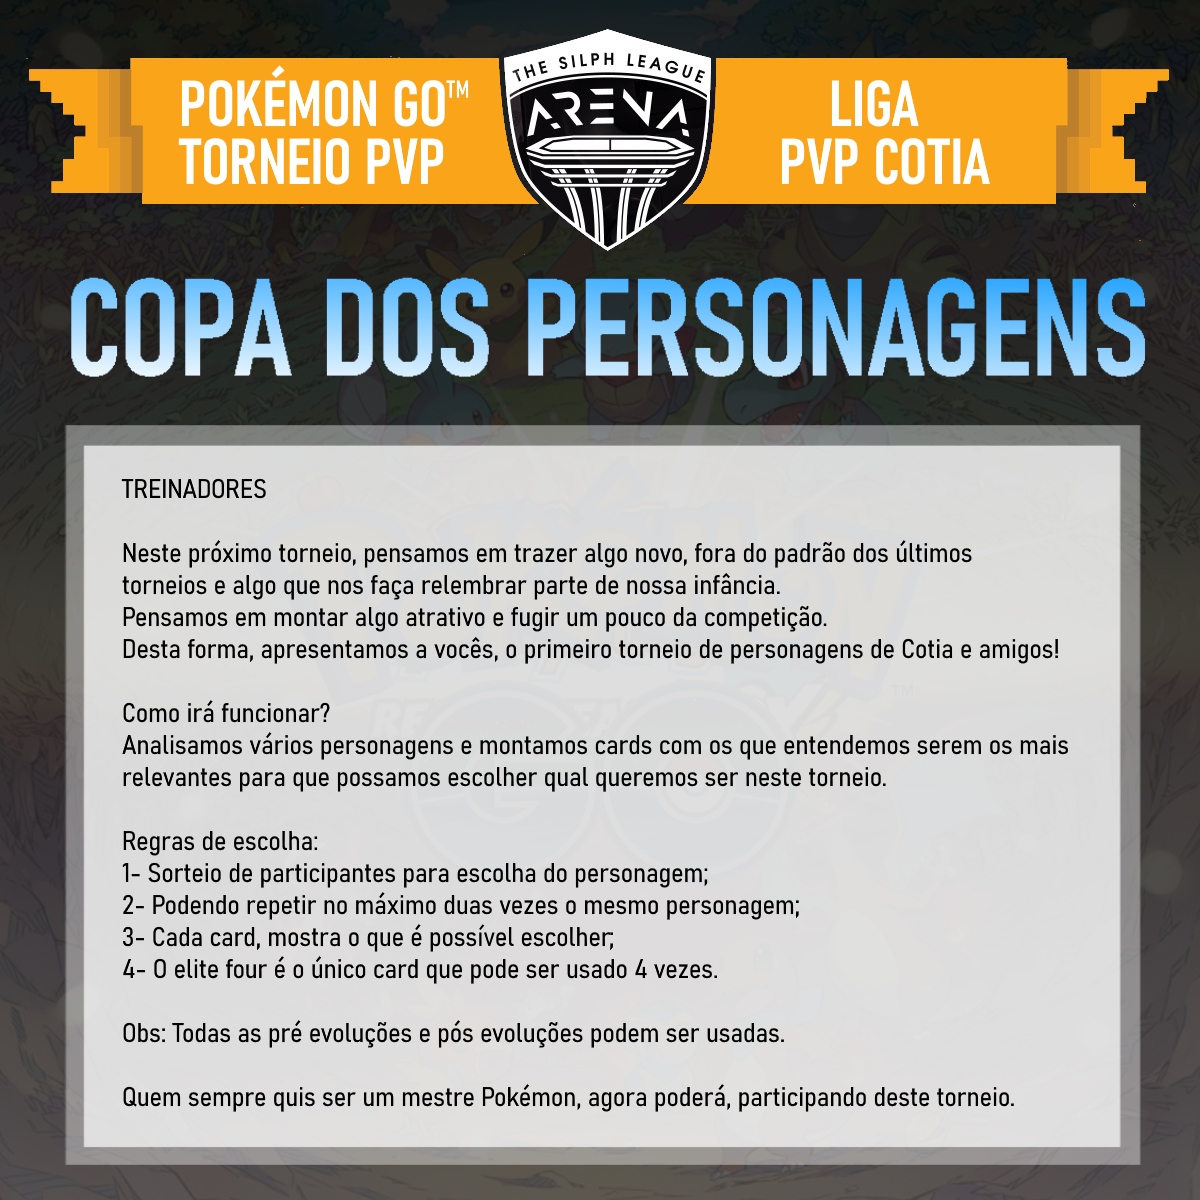 POKÉMON GO™
TORNEIO PVP
THE SILPH LEAGUE
ARENA
LIGA
PVP COTIA
COPA DOS PERSONAGENS
TREINADORES
Neste próximo torneio, pensamos em trazer algo novo, fora do padrão dos últimos
torneios e algo que nos faça relembrar parte de nossa infância.
Pensamos em montar algo atrativo e fugir um pouco da competição.
Desta forma, apresentamos a vocês, o primeiro torneio de personagens de Cotia e amigos!
Como irá funcionar?
Analisamos vários personagens e montamos cards com os que entendemos serem os mais
relevantes para que possamos escolher qual queremos ser neste torneio.
Regras de escolha:
1- Sorteio de participantes para escolha do personagem;
2- Podendo repetir no máximo duas vezes o mesmo personagem;
3- Cada card, mostra o que é possível escolher;
4- O elite four é o único card que pode ser usado 4 vezes.
Obs: Todas as pré evoluções e pós evoluções podem ser usadas.
Quem sempre quis ser um mestre Pokémon, agora poderá, participando deste torneio.